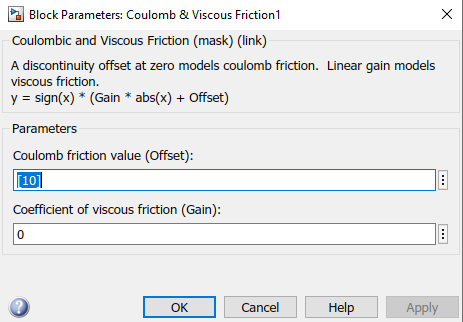 Block Parameters: Coulomb & Viscous Friction1
Coulombic and Viscous Friction (mask) (link)
A discontinuity offset at zero models coulomb friction. Linear gain models
viscous friction.
y = sign(x) * (Gain * abs(x) + Offset)
Parameters
Coulomb friction value (Offset):
[10]
Coefficient of viscous friction (Gain):
0
OK Cancel Help Apply